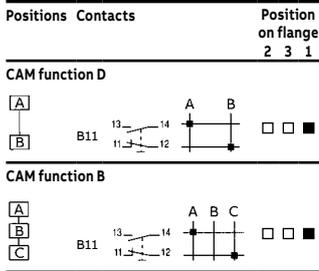 Positions Contacts Position
on flange
2 3 1
CAM function D
A
B
B11
13 14
11 12
A B
CAM function B
A
B
C
B11
13 14
11 12
A B C